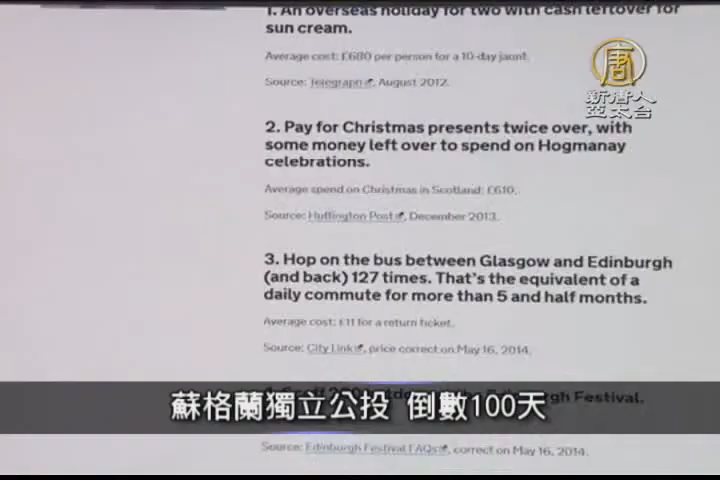 1. An overseas holiday for two with cash leftover for
sun cream.
Average cost: £680 per person for a 10-day jaunt.
Source: Telegraph, August 2012.
唐
新唐人
亞太台
2. Pay for Christmas presents twice over, with
some money left over to spend on Hogmanay
celebrations.
Average spend on Christmas in Scotland: £610.
Source: Huffington Post, December 2013.
3. Hop on the bus between Glasgow and Edinburgh
(and back) 127 times. That's the equivalent of a
daily commute for more than 5 and half months.
Average cost: £11 for a return ticket.
Source: City Link, price correct on May 16, 2014.
Edinburgh Festival.
蘇格蘭獨立公投 倒數100天
Source: Edinburgh Festival FAQs, correct on May 16, 2014.